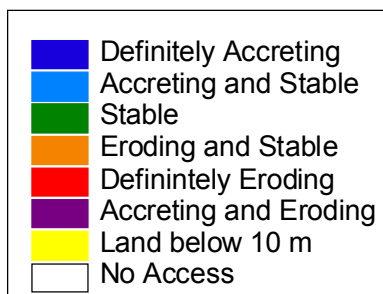 Definitely Accreting
Accreting and Stable
Stable
Eroding and Stable
Definintely Eroding
Accreting and Eroding
Land below 10 m
No Access